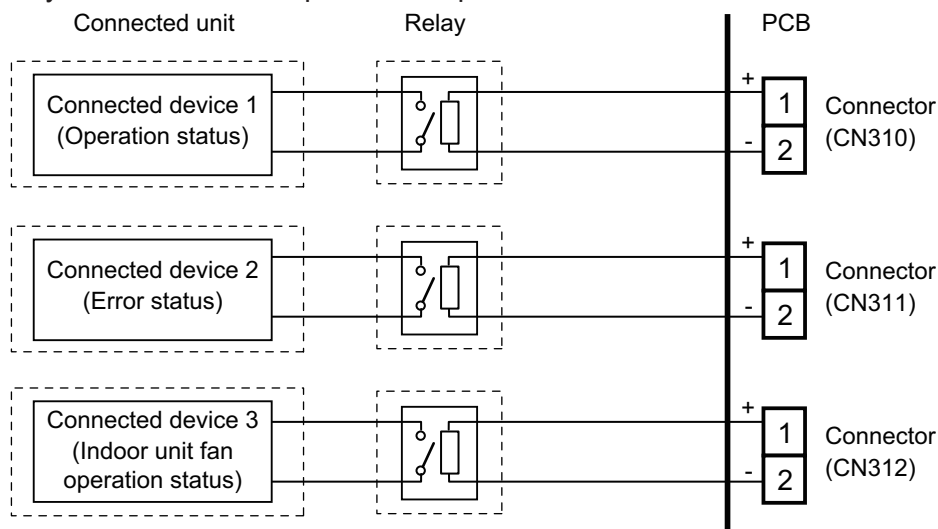 Connected unit
Relay
PCB
Connected device 1
(Operation status)
+
1
-
2
Connector
(CN310)
Connected device 2
(Error status)
+
1
-
2
Connector
(CN311)
Connected device 3
(Indoor unit fan
operation status)
+
1
-
2
Connector
(CN312)